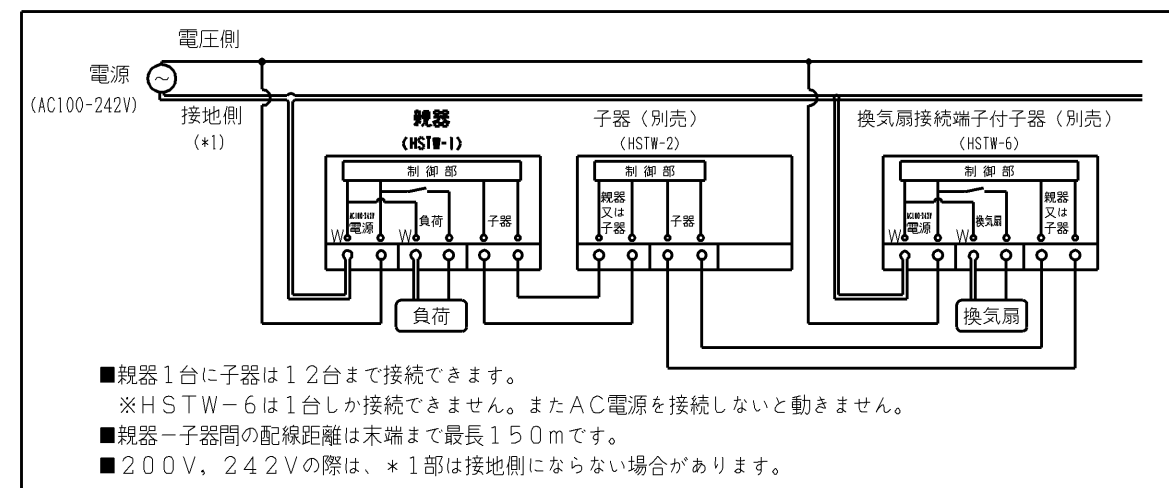 電圧側
電源
(AC100-242V)
接地側
(*1)
親器
(HSTW-1)
子器（別売）
(HSTW-2)
換気扇接続端子付子器（別売）
(HSTW-6)
制御部
制御部
制御部
AC100-242V
電源
負荷
子器
W
W
親器
又は
子器
子器
AC100-242V
電源
換気扇
親器
又は
子器
W
W
負荷
換気扇
■親器１台に子器は１２台まで接続できます。
※ＨＳＴＷ－６は１台しか接続できません。またＡＣ電源を接続しないと動きません。
■親器－子器間の配線距離は末端まで最長１５０ｍです。
■２００Ｖ，２４２Ｖの際は、＊１部は接地側にならない場合があります。